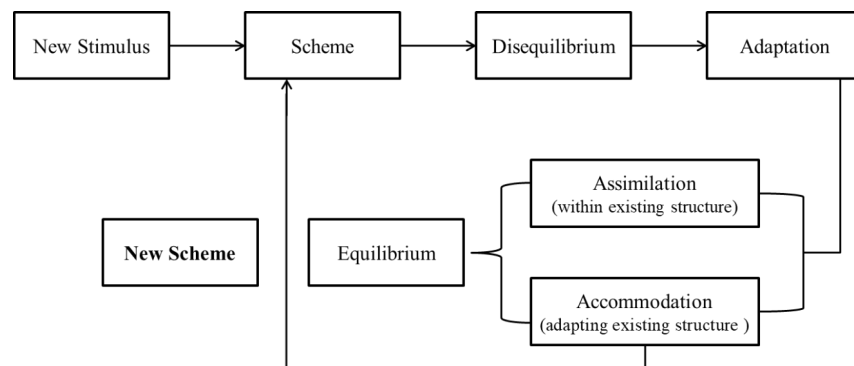 New Stimulus
Scheme
Disequilibrium
Adaptation
Assimilation
(within existing structure)
New Scheme
Equilibrium
Accommodation
(adapting existing structure )